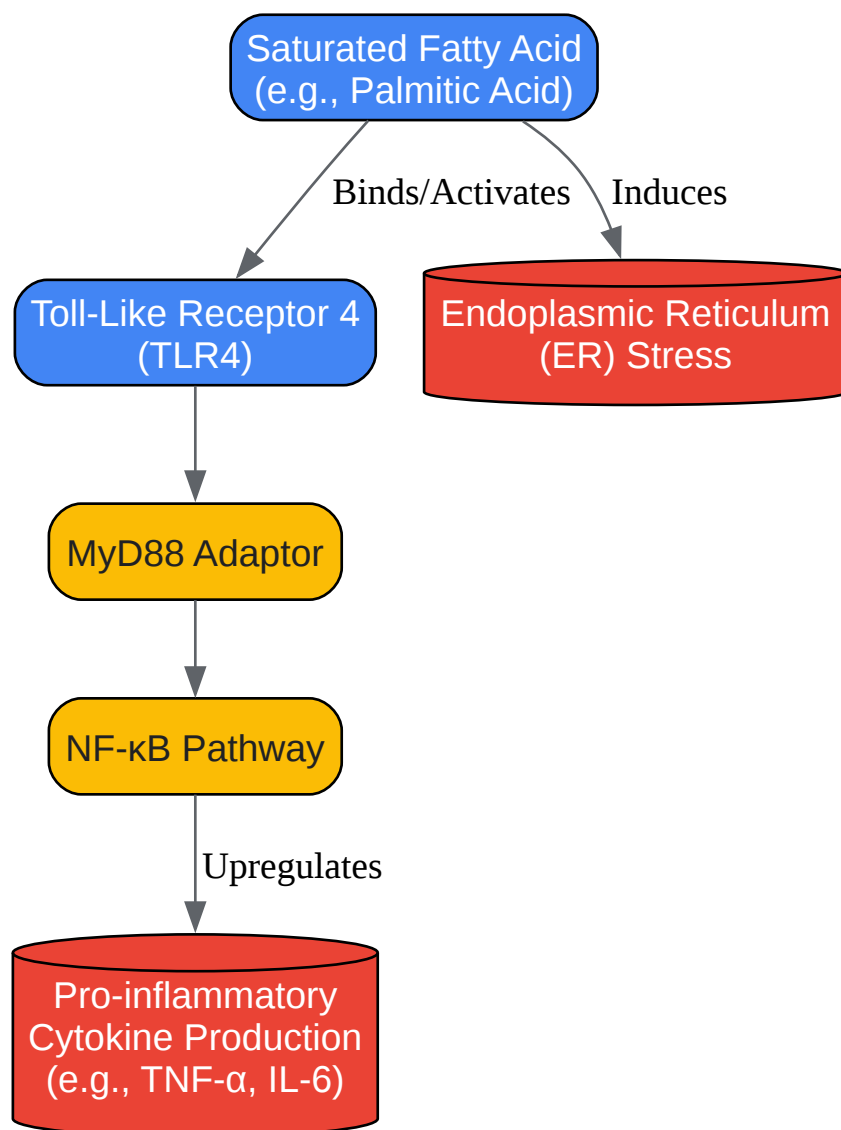 Saturated Fatty Acid
(e.g., Palmitic Acid)
Binds/Activates
Induces
Toll-Like Receptor 4
(TLR4)
Endoplasmic Reticulum
(ER) Stress
MyD88 Adaptor
NF-κB Pathway
Upregulates
Pro-inflammatory
Cytokine Production
(e.g., TNF-α, IL-6)